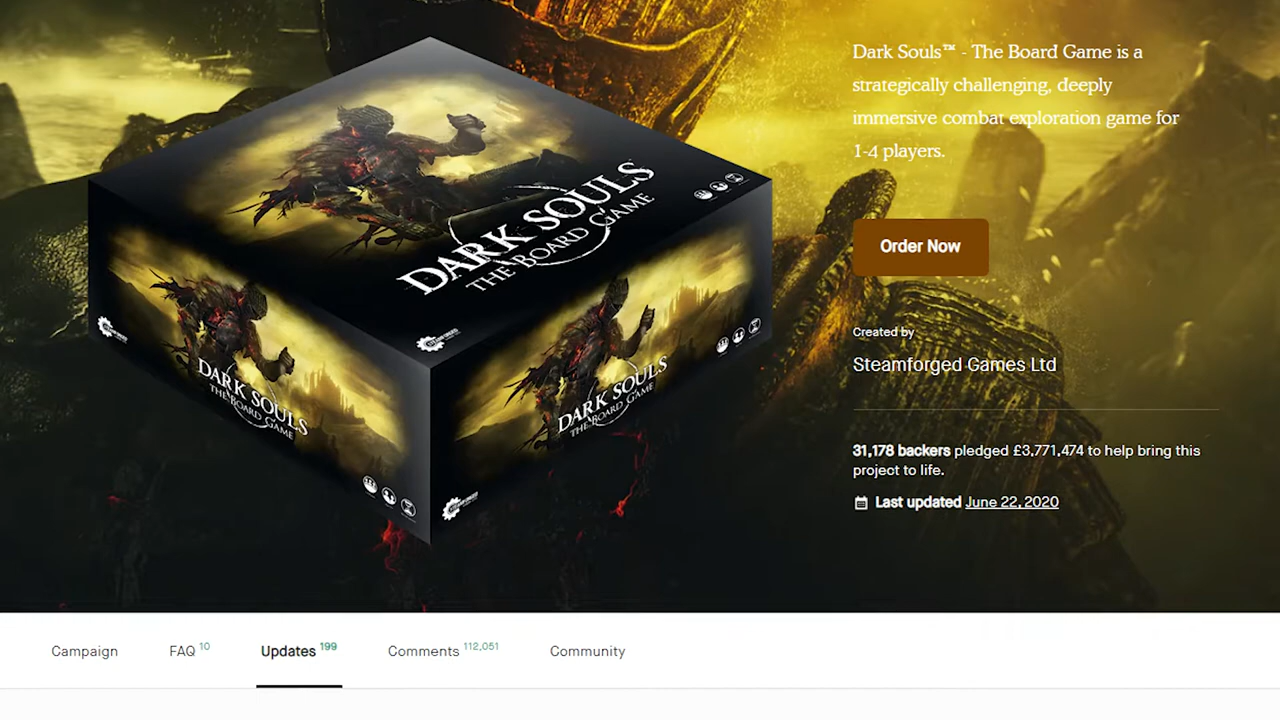 Dark Souls™ - The Board Game is a
strategically challenging, deeply
immersive combat exploration game for
1-4 players.
Order Now
Created by
Steamforged Games Ltd
31,178 backers pledged £3,771,474 to help bring this
project to life.
Last updated June 22, 2020
DARK SOULS
THE BOARD GAME
DARK SOULS
THE BOARD GAME
DARK SOULS
THE BOARD GAME
Campaign FAQ 10 Updates 199 Comments 112,051 Community